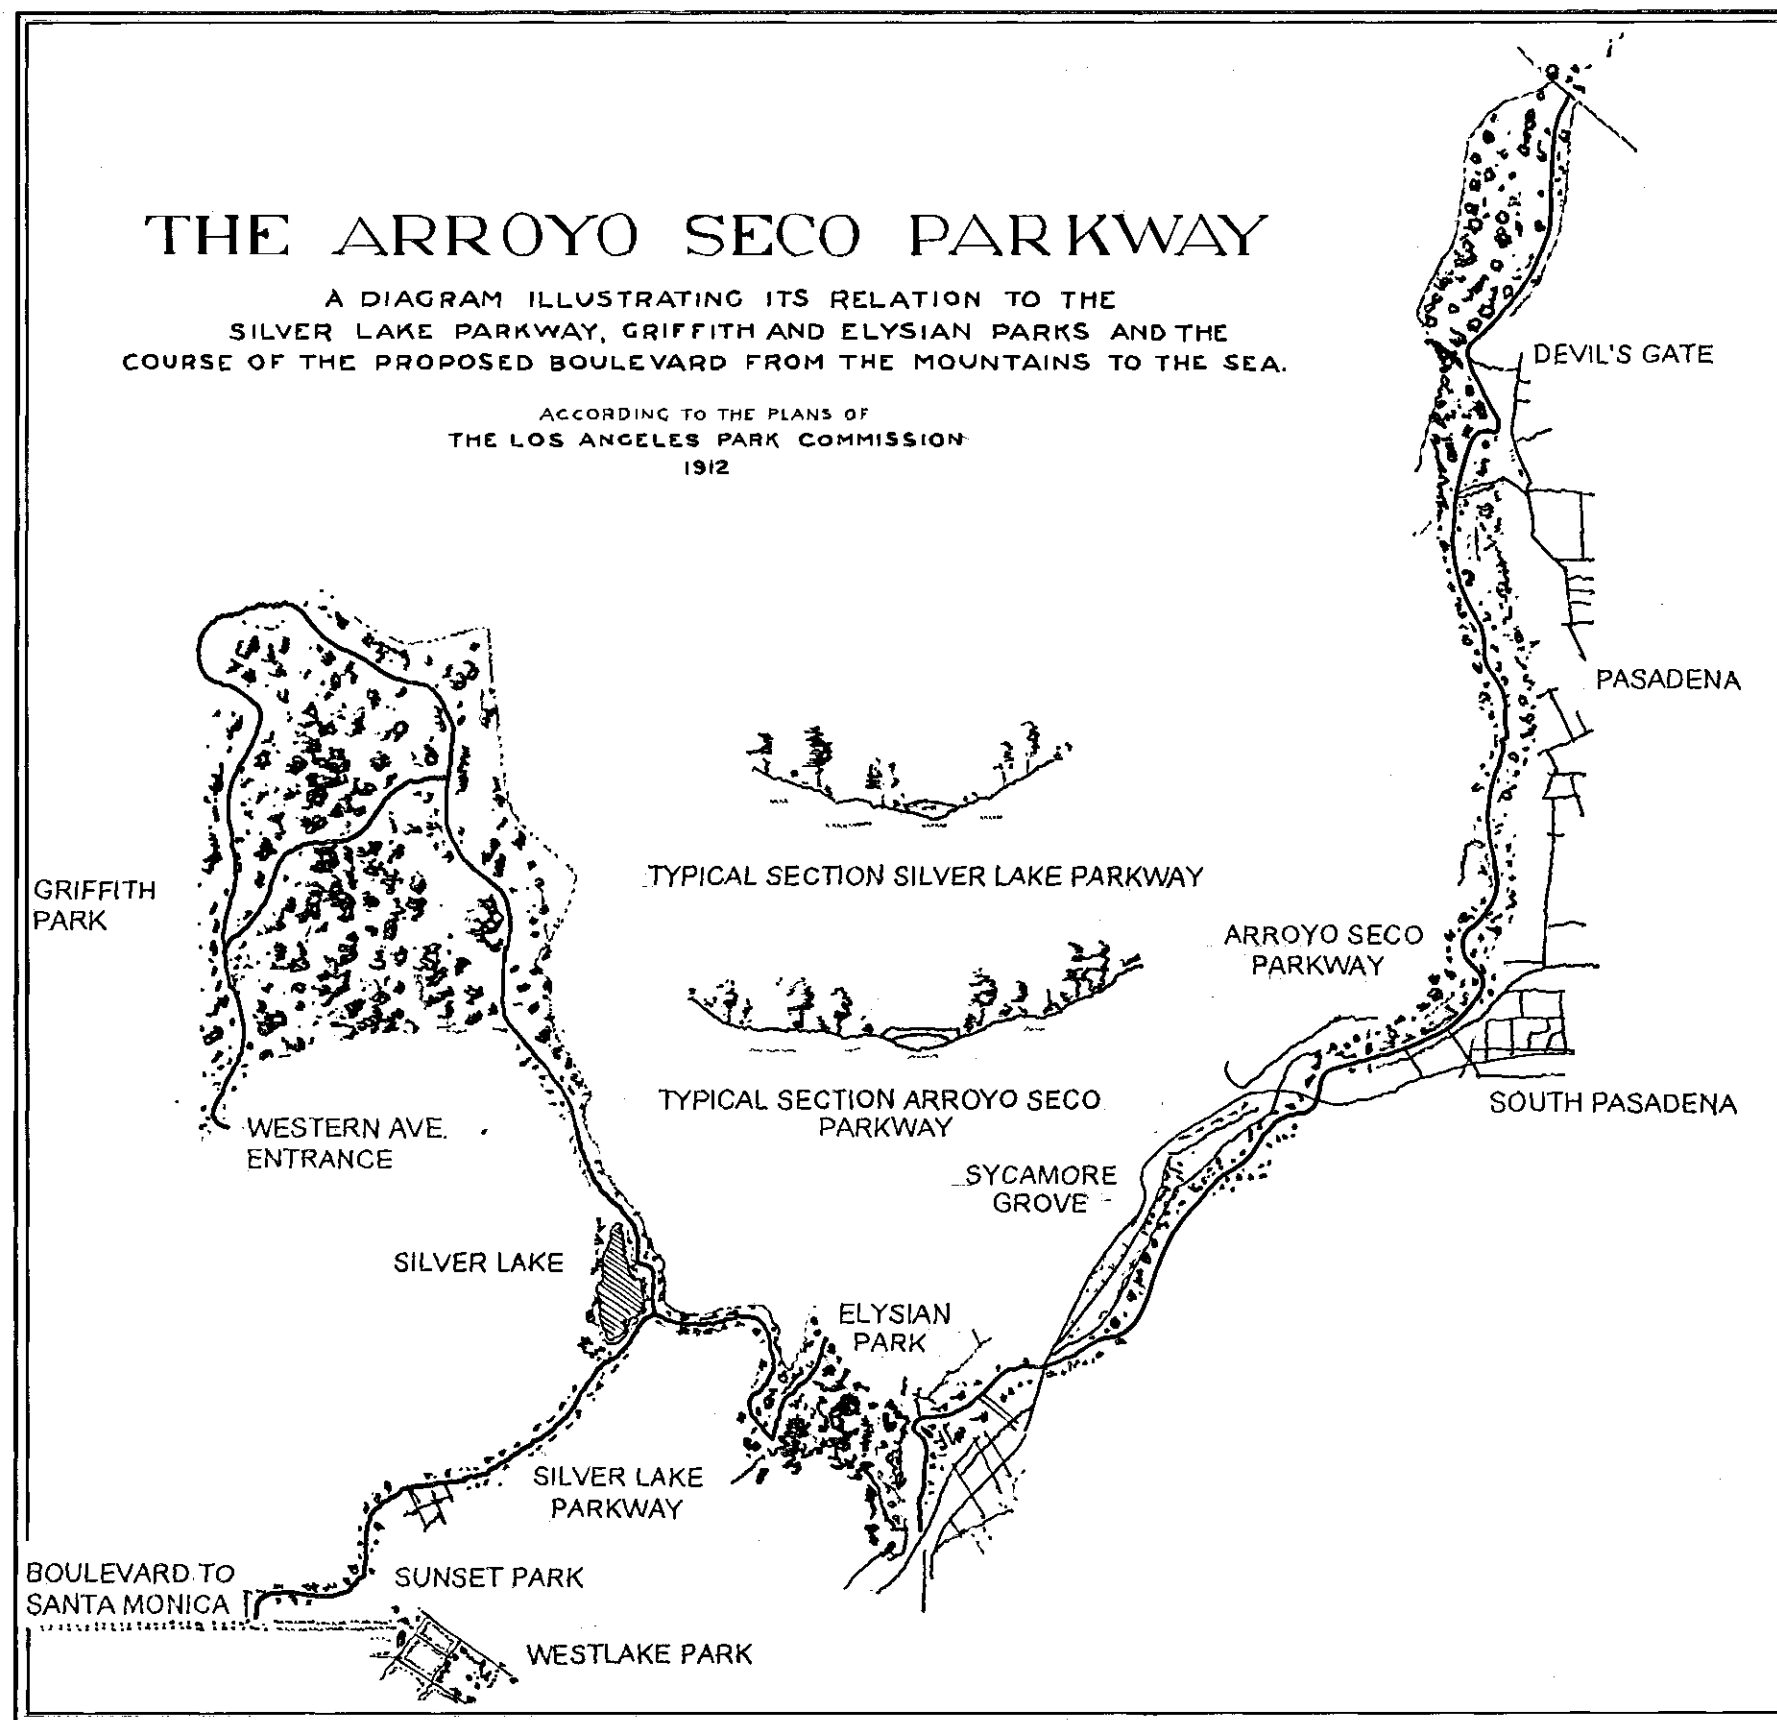 THE ARROYO SECO PARKWAY
A DIAGRAM ILLUSTRATING ITS RELATION TO THE
SILVER LAKE PARKWAY, GRIFFITH AND ELYSIAN PARKS AND THE
COURSE OF THE PROPOSED BOULEVARD FROM THE MOUNTAINS TO THE SEA.
ACCORDING TO THE PLANS OF
THE LOS ANGELES PARK COMMISSION
1912
DEVIL'S GATE
PASADENA
TYPICAL SECTION SILVER LAKE PARKWAY
GRIFFITH
PARK
ARROYO SECO
PARKWAY
TYPICAL SECTION ARROYO SECO
PARKWAY
SOUTH PASADENA
WESTERN AVE.
ENTRANCE
SYCAMORE
GROVE
SILVER LAKE
ELYSIAN
PARK
SILVER LAKE
PARKWAY
BOULEVARD TO
SANTA MONICA
SUNSET PARK
WESTLAKE PARK